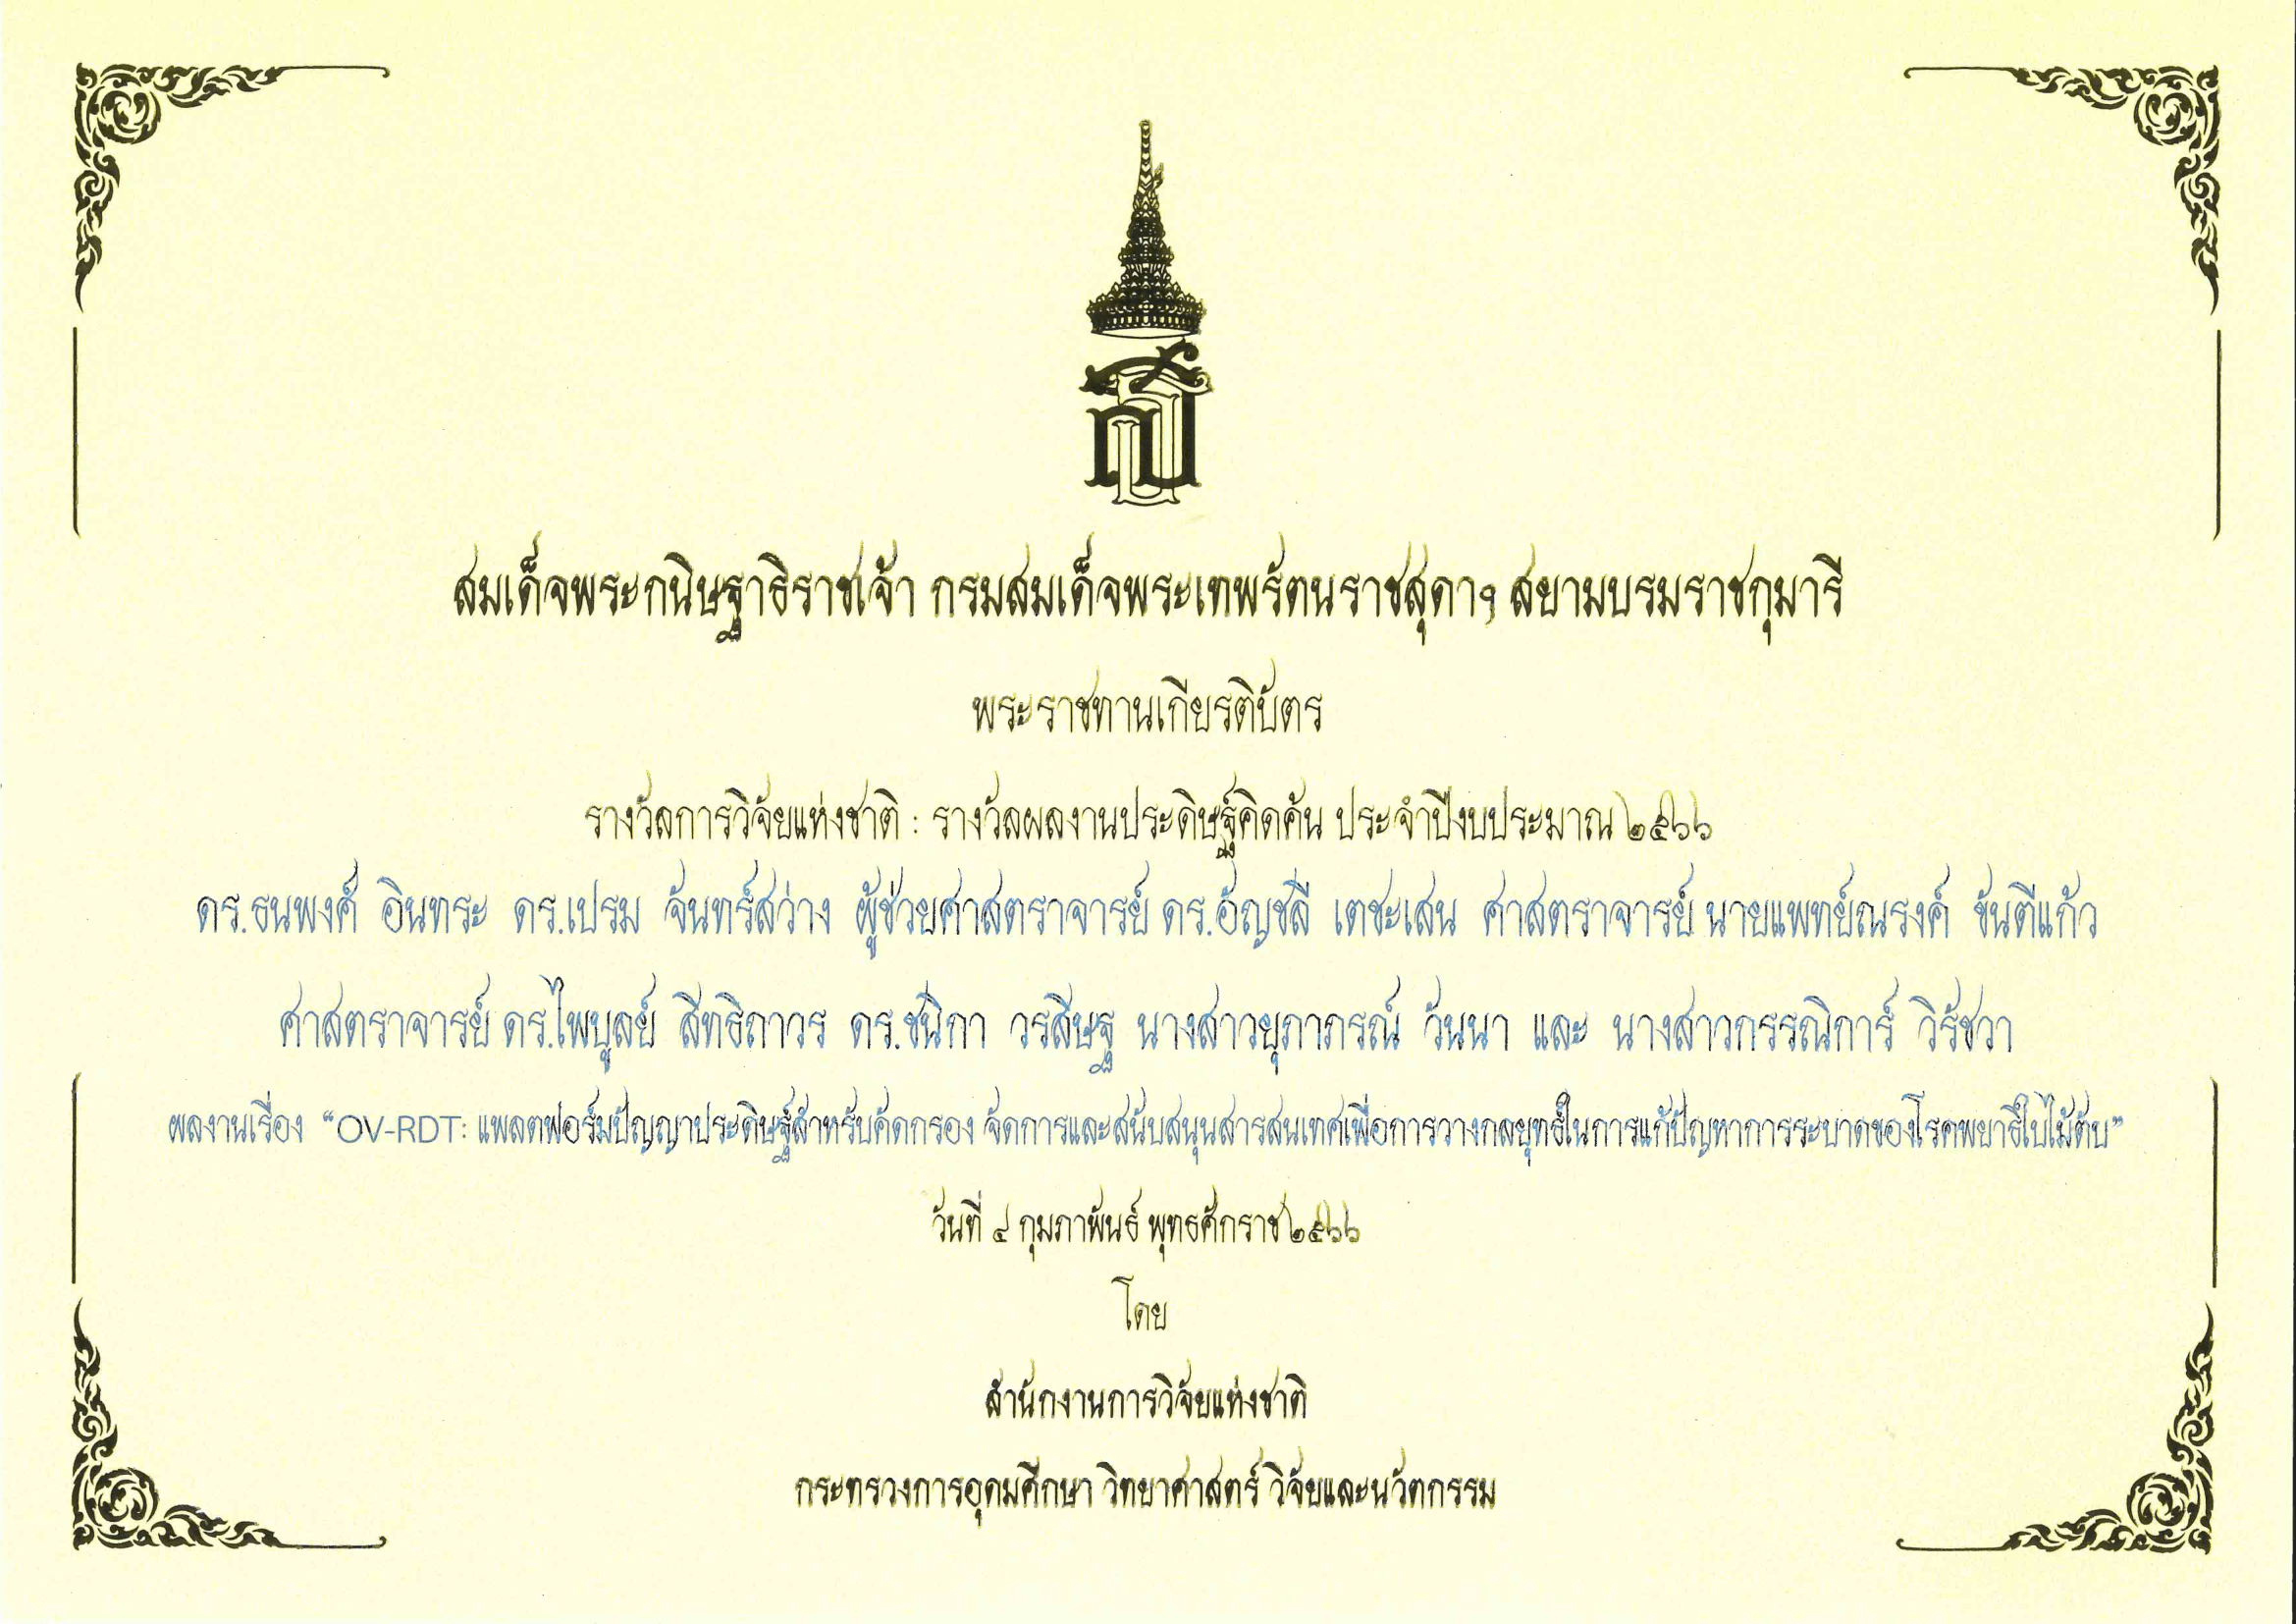 สมเด็จพระกนิษฐาธิราชเจ้า กรมสมเด็จพระเทพรัตนราชสุดาฯ สยามบรมราชกุมารี
พระราชทานเกียรติบัตร
รางวัลการวิจัยแห่งชาติ : รางวัลผลงานประดิษฐ์คิดค้น ประจำปีงบประมาณ ๒๕๖๖
ดร.ธนพงศ์ อินทระ ดร.เปรม จันทร์สว่าง ผู้ช่วยศาสตราจารย์ ดร.อัญชลี เตชะเสน ศาสตราจารย์ นายแพทย์ณรงค์ ขันตีแก้ว
ศาสตราจารย์ ดร.ไพบูลย์ สิทธิถาวร ดร.ชนิกา วรสิษฐ นางสาวยุภาภรณ์ วันนา และ นางสาวกรรณิการ์ วิรัชวา
ผลงานเรื่อง “OV-RDT: แพลตฟอร์มปัญญาประดิษฐ์สำหรับคัดกรอง จัดการและสนับสนุนสารสนเทศเพื่อการวางกลยุทธ์ในการแก้ปัญหาการระบาดของโรคพยาธิใบไม้ตับ”
วันที่ ๔ กุมภาพันธ์ พุทธศักราช ๒๕๖๖
โดย
สำนักงานการวิจัยแห่งชาติ
กระทรวงการอุดมศึกษา วิทยาศาสตร์ วิจัยและนวัตกรรม